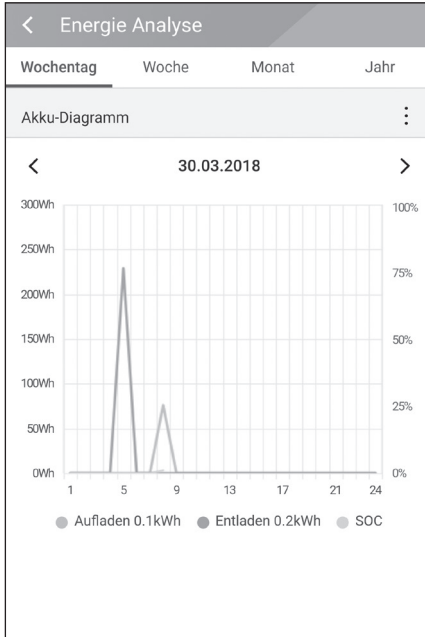 Energie Analyse
Wochentag Woche Monat Jahr
Akku-Diagramm
30.03.2018
300Wh 100%
250Wh
75%
200Wh
150Wh 50%
100Wh
25%
50Wh
0Wh 0%
1 5 9 13 17 21 24
Aufladen 0.1kWh Entladen 0.2kWh SOC